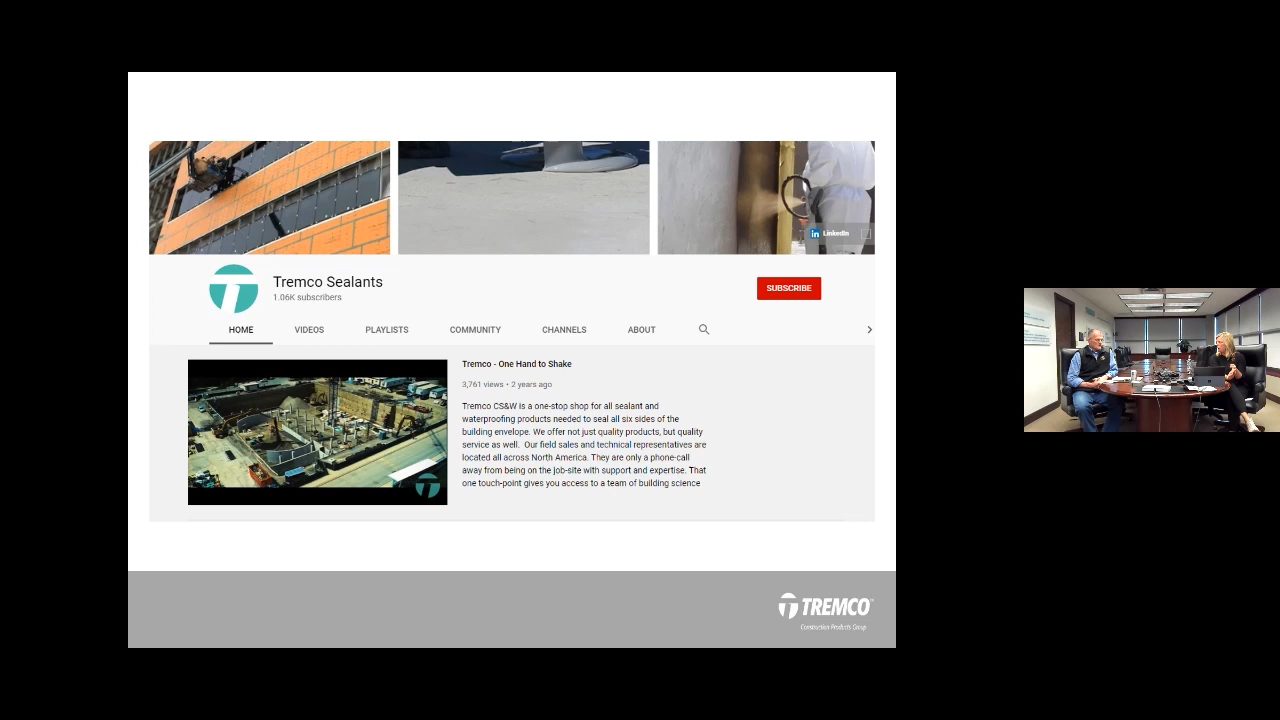 LinkedIn
Tremco Sealants
1.06K subscribers
SUBSCRIBE
HOME VIDEOS PLAYLISTS COMMUNITY CHANNELS ABOUT
Tremco - One Hand to Shake
3,761 views • 2 years ago
Tremco CS&W is a one-stop shop for all sealant and
waterproofing products needed to seal all six sides of the
building envelope. We offer not just quality products, but quality
service as well. Our field sales and technical representatives are
located all across North America. They are only a phone-call
away from being on the job-site with support and expertise. That
one touch-point gives you access to a team of building science
TREMCO™
Construction Products Group